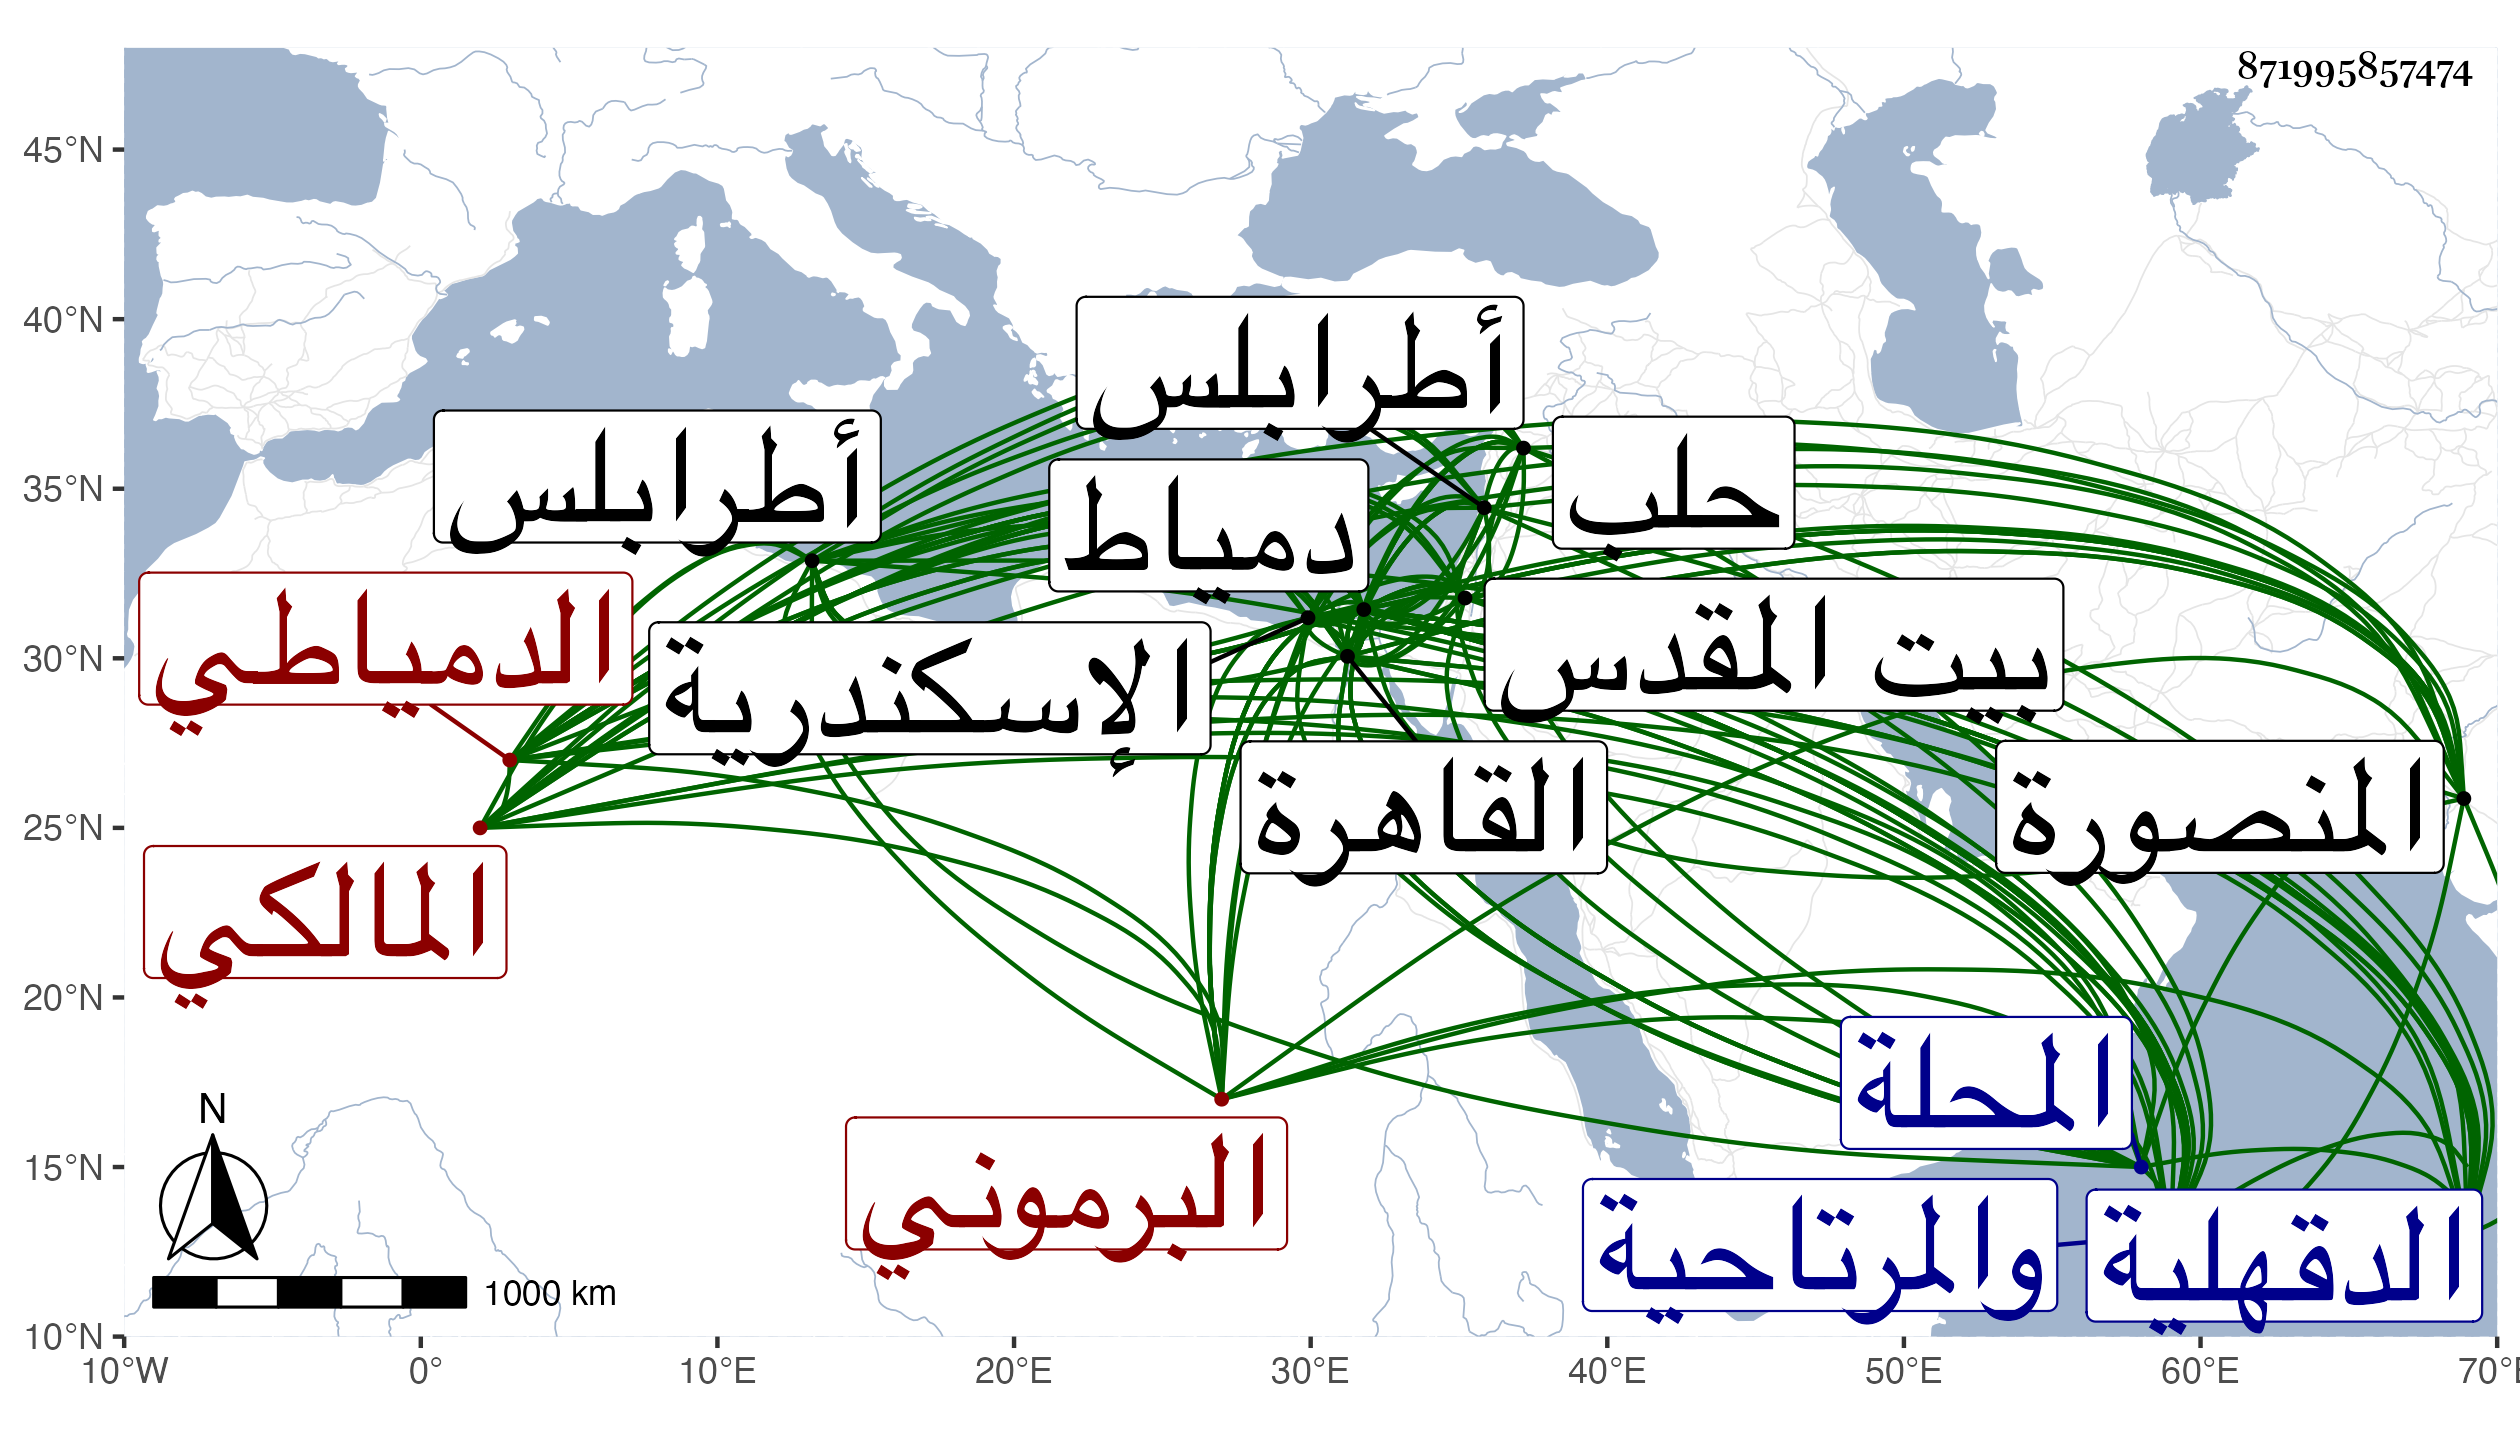 871995857474
45°N
40°N
35°N
30°N
25°N
20°N
15°N
10°N
10°W
0°
10°E
20°E
30°E
40°E
50°E
60°E
70°E
أطرابلس
أطرابلس
حلب
دمياط
الدمياطي
الإسكندرية
بيت المقدس
القاهرة
المنصورة
المالكي
المحلة
البرموني
والمرتاحية
الدقهلية
N
1000 km